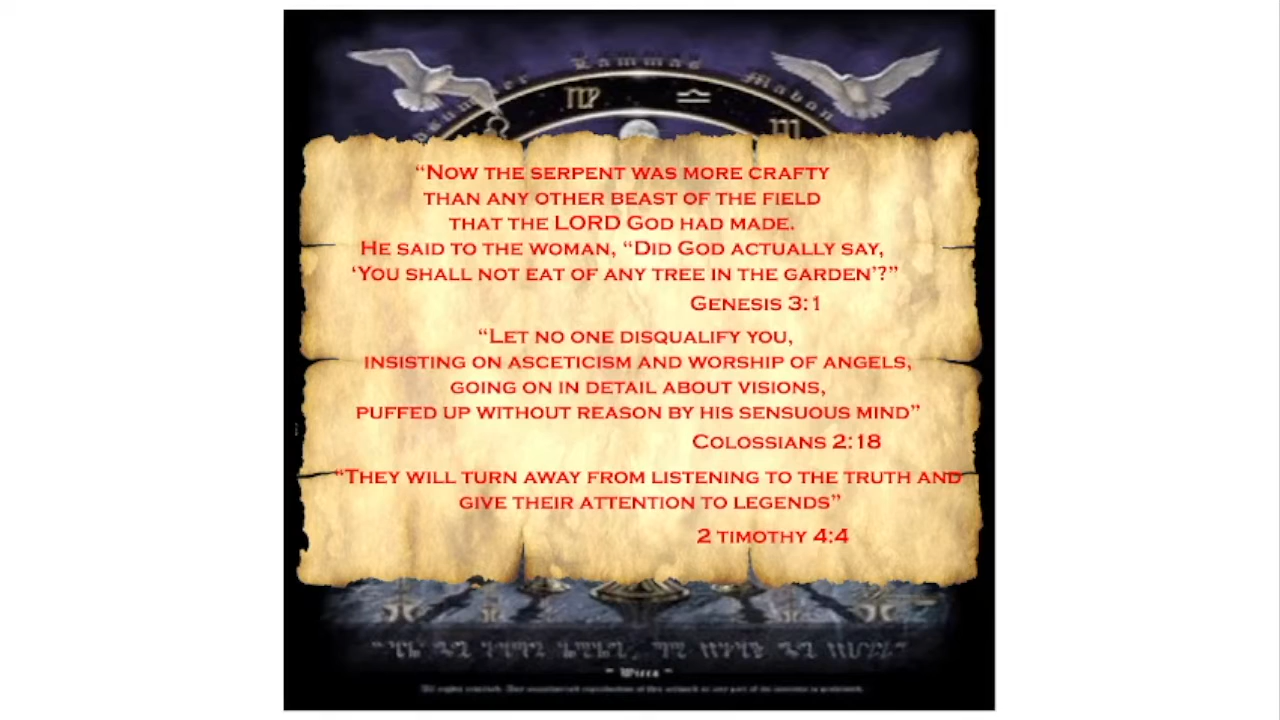 Lammas
Mabon
“Now the serpent was more crafty
than any other beast of the field
that the LORD God had made.
He said to the woman, “Did God actually say,
‘You shall not eat of any tree in the garden’?”
Genesis 3:1
“Let no one disqualify you,
insisting on asceticism and worship of angels,
going on in detail about visions,
puffed up without reason by his sensuous mind”
Colossians 2:18
“They will turn away from listening to the truth and
give their attention to legends”
2 timothy 4:4
~ Wicca ~